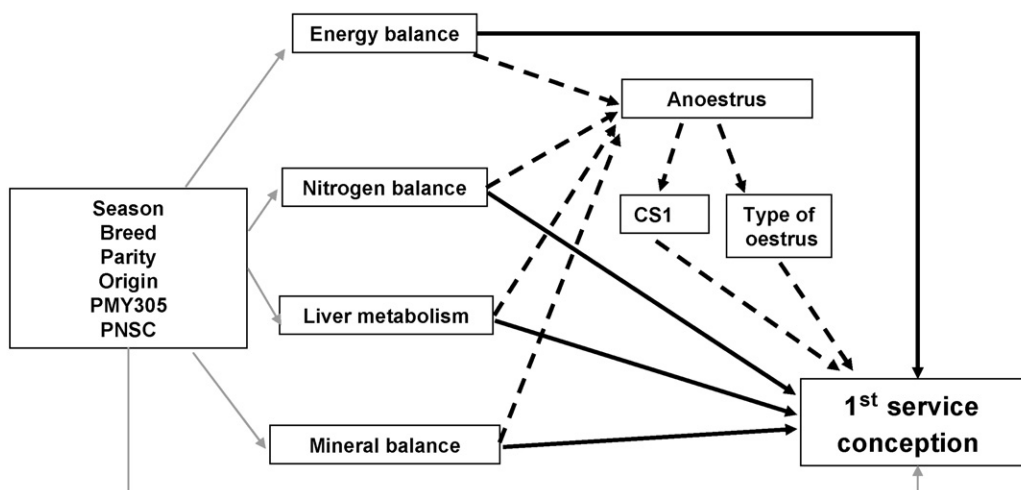 Energy balance
Anoestrus
Nitrogen balance
CS1
Type of
oestrus
Season
Breed
Parity
Origin
PMY305
PNSC
Liver metabolism
Mineral balance
1st service
conception